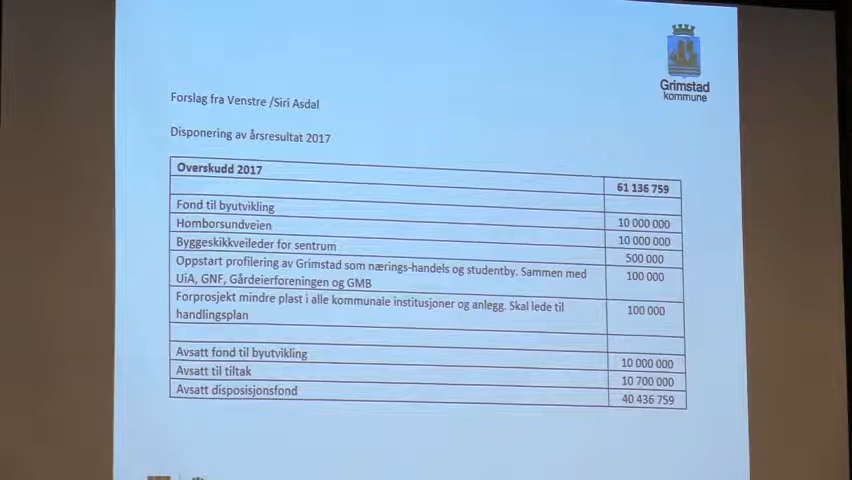 Grimstad
kommune
Forslag fra Venstre /Siri Asdal
Disponering av årsresultat 2017
Overskudd 2017 61 136 759
Fond til byutvikling 10 000 000
Homborsundveien 10 000 000
Byggeskikkveileder for sentrum 500 000
Oppstart profilering av Grimstad som nærings-handels og studentby. Sammen med 100 000
UiA, GNF, Gårdeierforeningen og GMB
Forprosjekt mindre plast i alle kommunale institusjoner og anlegg. Skal lede til 100 000
handlingsplan
Avsatt fond til byutvikling 10 000 000
Avsatt til tiltak 10 700 000
Avsatt disposisjonsfond 40 436 759